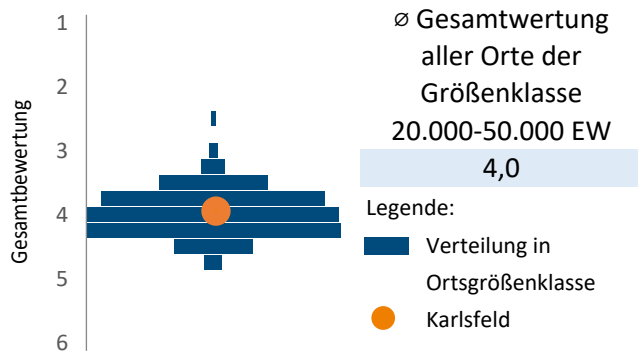 Gesamtbewertung
1
2
3
4
5
6
⌀ Gesamtwertung
aller Orte der
Größenklasse
20.000-50.000 EW
4,0
Legende:
Verteilung in
Ortsgrößenklasse
Karlsfeld